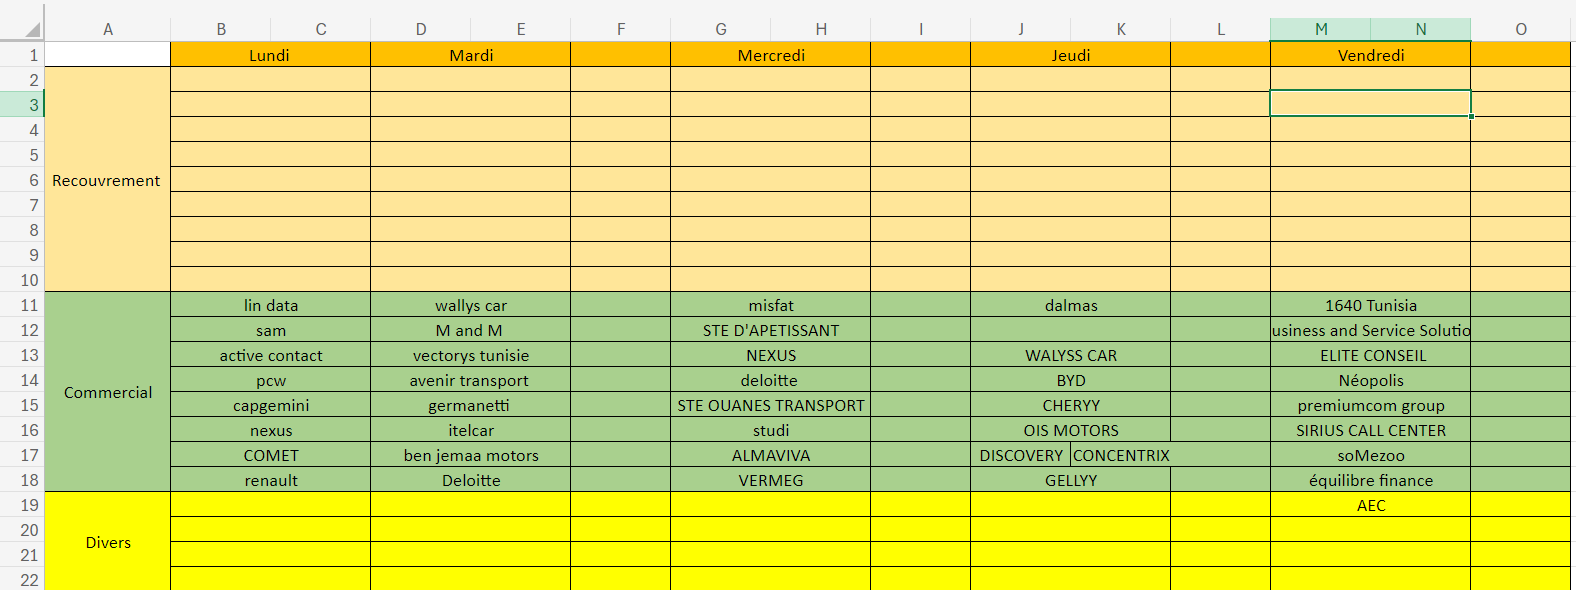 A B C D E F G H I J K L M N O
1 Lundi Mardi Mercredi Jeudi Vendredi
2
3
4
5
6 Recouvrement
7
8
9
10
11 lin data wallys car misfat dalmas 1640 Tunisia
12 sam M and M STE D'APETISSANT usiness and Service Solutio
13 active contact vectorys tunisie NEXUS WALYSS CAR ELITE CONSEIL
14 pcw avenir transport deloitte BYD Néopolis
Commercial
15 capgemini germanetti STE OUANES TRANSPORT CHERYY premiumcom group
16 nexus itelcar studi OIS MOTORS SIRIUS CALL CENTER
17 COMET ben jemaa motors ALMAVIVA DISCOVERY CONCENTRIX soMezoo
18 renault Deloitte VERMEG GELLYY équilibre finance
19 AEC
20
Divers
21
22